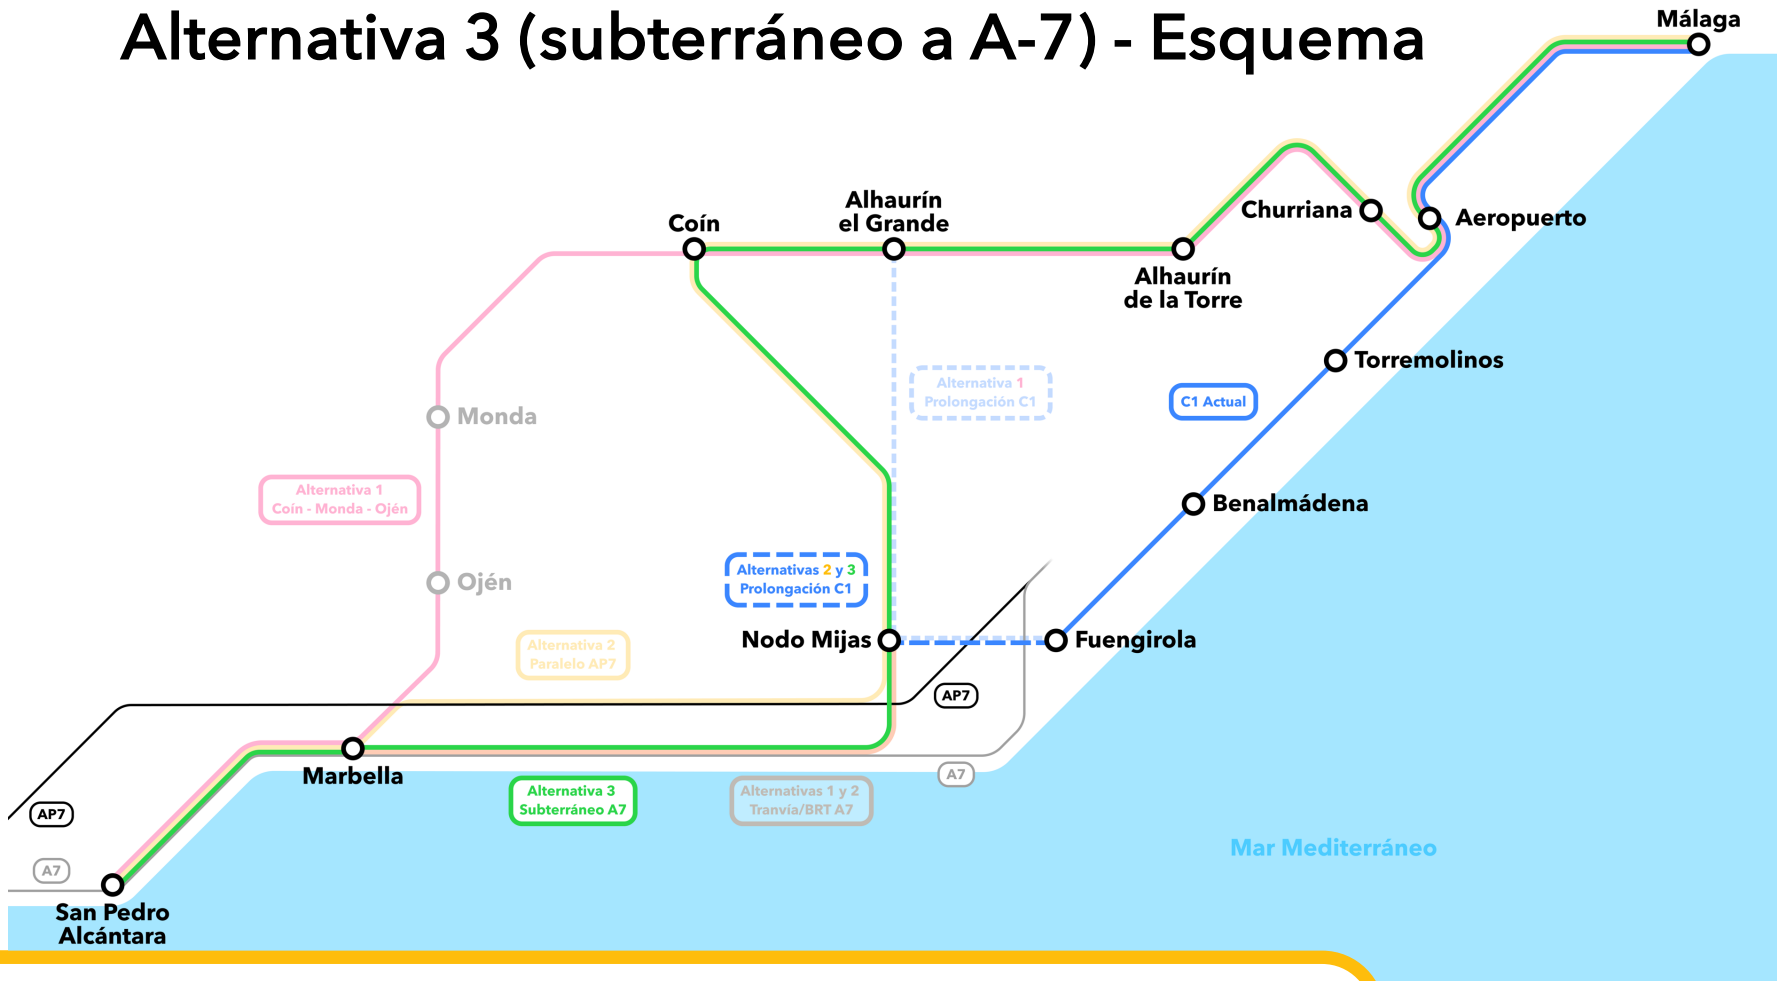 Alternativa 3 (subterráneo a A-7) - Esquema
Málaga
Alhaurín
el Grande
Coín
Churriana
Aeropuerto
Alhaurín
de la Torre
Torremolinos
Alternativa 1
Prolongación C1
C1 Actual
Monda
Alternativa 1
Coín - Monda - Ojén
Benalmádena
Ojén
Alternativas 2 y 3
Prolongación C1
Nodo Mijas
Fuengirola
Alternativa 2
Paralelo AP7
AP7
Marbella
A7
Alternativa 3
Subterráneo A7
Alternativas 1 y 2
Tranvía/BRT A7
AP7
Mar Mediterráneo
A7
San Pedro
Alcántara